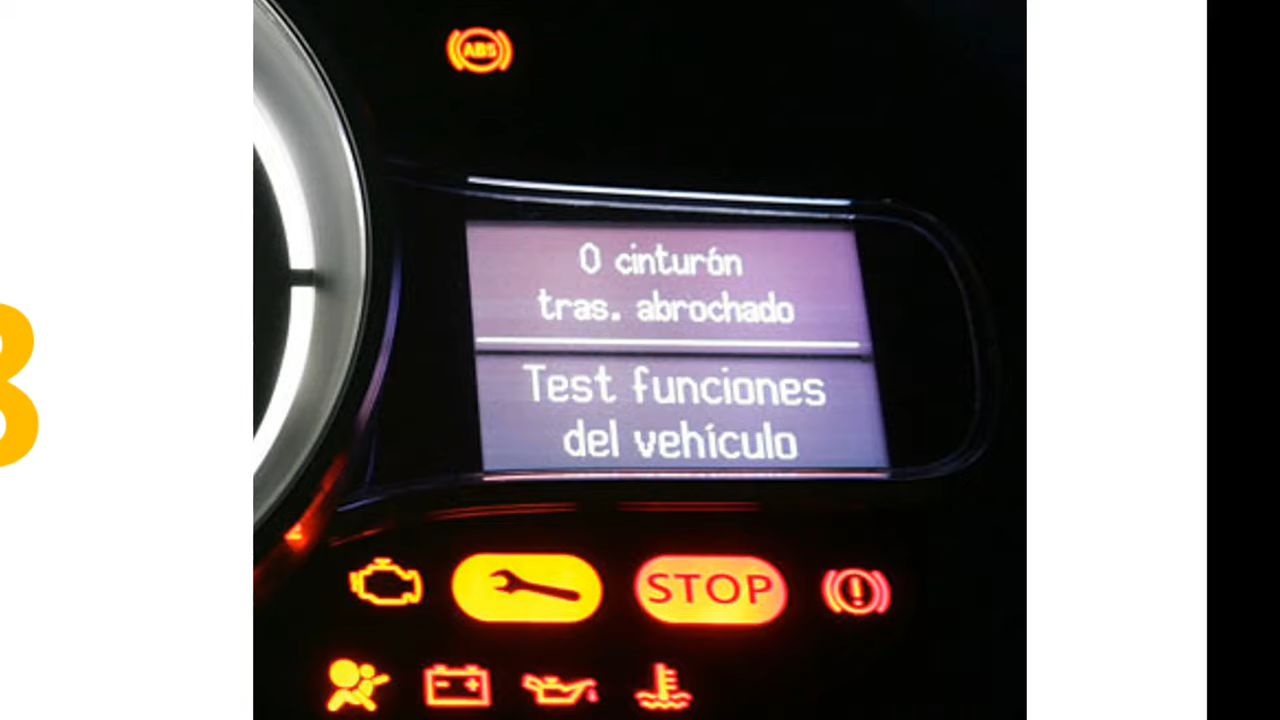 ABS
0 cinturón
tras. abrochado
Test funciones
del vehículo
STOP